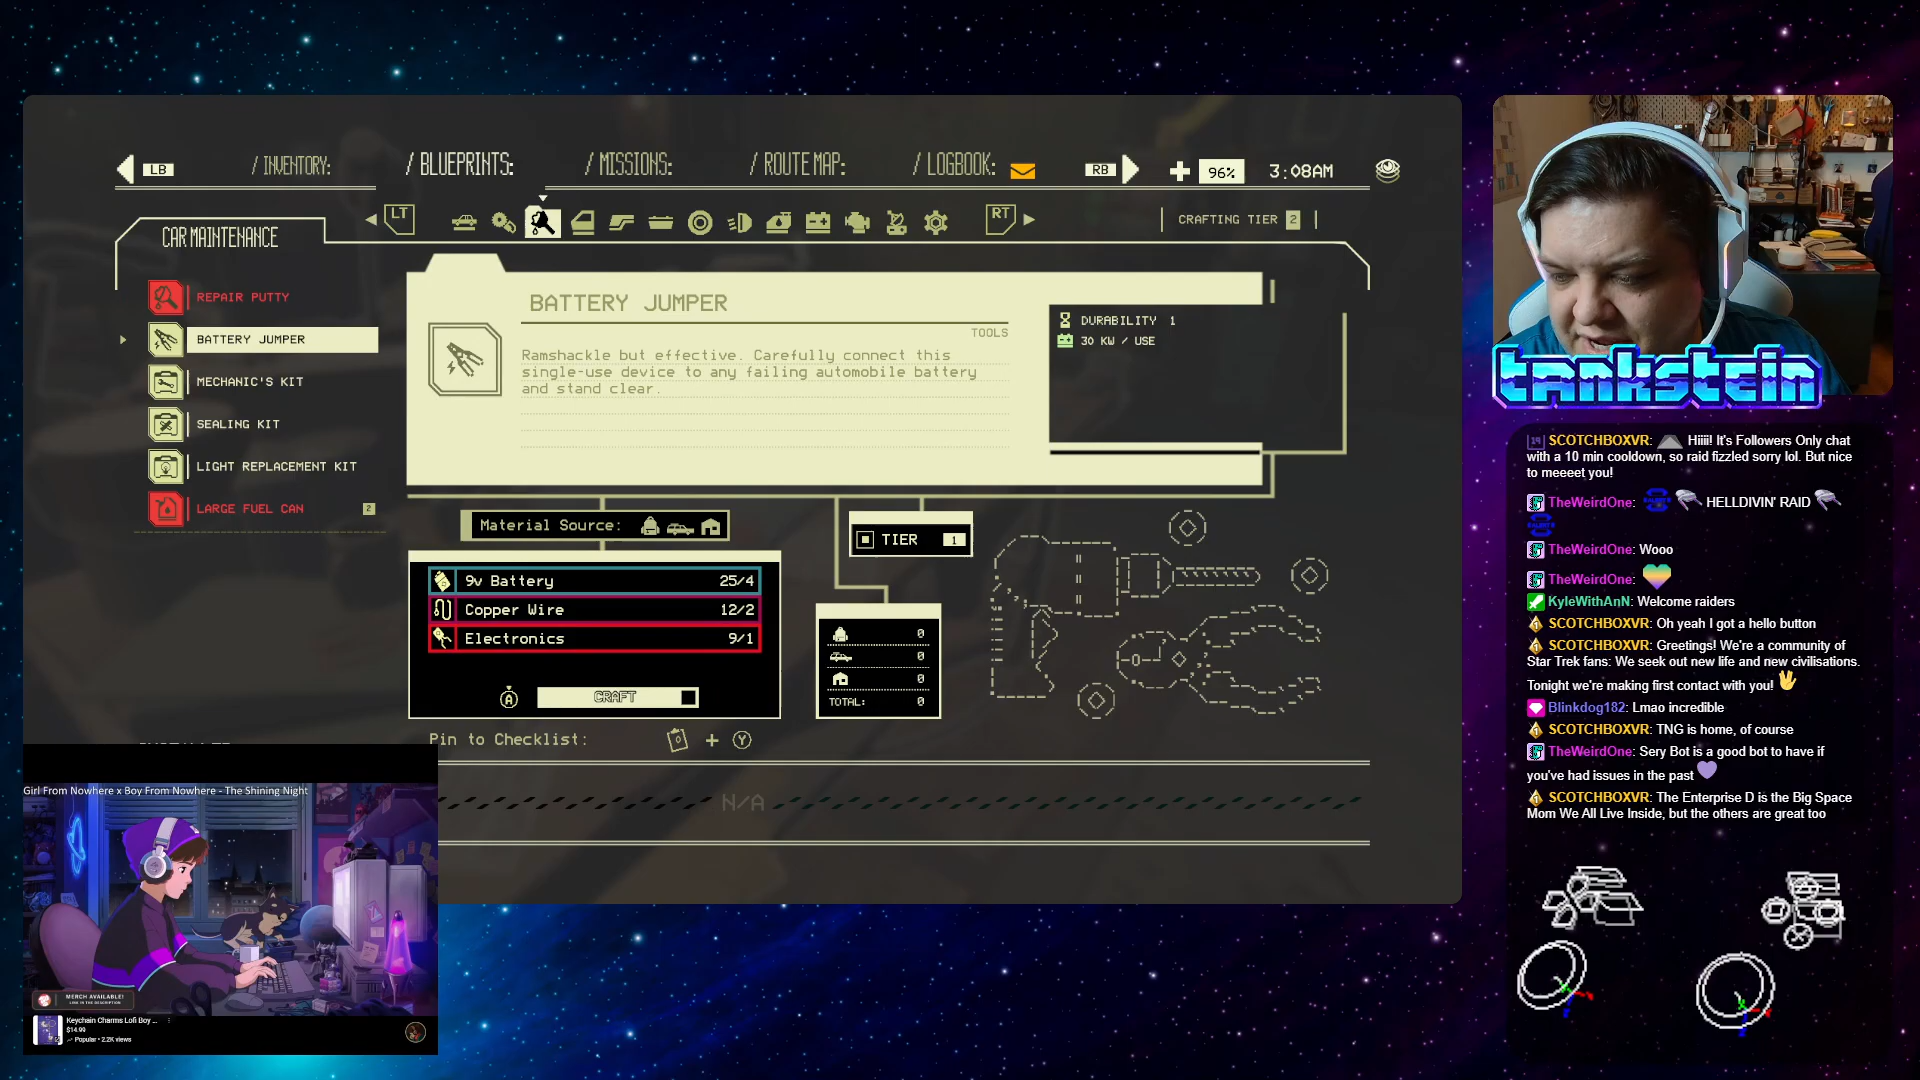 LB
/ INVENTORY:
/ BLUEPRINTS:
/ MISSIONS:
/ ROUTE MAP:
/ LOGBOOK:
RB
96%
3:08AM
LT
RT
CRAFTING TIER 2
CAR MAINTENANCE
REPAIR PUTTY
BATTERY JUMPER
MECHANIC'S KIT
SEALING KIT
LIGHT REPLACEMENT KIT
LARGE FUEL CAN 2
BATTERY JUMPER
TOOLS
Ramshackle but effective. Carefully connect this
single-use device to any failing automobile battery
and stand clear.
DURABILITY 1
30 KW / USE
Material Source:
9v Battery 25/4
Copper Wire 12/2
Electronics 9/1
A CRAFT
TIER 1
0
0
0
TOTAL: 0
Pin to Checklist: + Y
N/A
Girl From Nowhere x Boy From Nowhere - The Shining Night
MERCH AVAILABLE!
LINK IN THE DESCRIPTION
Keychain Charms Lofi Boy ...
$14.99
Popular • 2.2K views
tankstein
SCOTCHBOXVR: Hiiii! It's Followers Only chat
with a 10 min cooldown, so raid fizzled sorry lol. But nice
to meeeet you!
TheWeirdOne: HELLDIVIN' RAID
TheWeirdOne: Wooo
TheWeirdOne:
KyleWithAnN: Welcome raiders
SCOTCHBOXVR: Oh yeah I got a hello button
SCOTCHBOXVR: Greetings! We're a community of
Star Trek fans: We seek out new life and new civilisations.
Tonight we're making first contact with you!
Blinkdog182: Lmao incredible
SCOTCHBOXVR: TNG is home, of course
TheWeirdOne: Sery Bot is a good bot to have if
you've had issues in the past
SCOTCHBOXVR: The Enterprise D is the Big Space
Mom We All Live Inside, but the others are great too